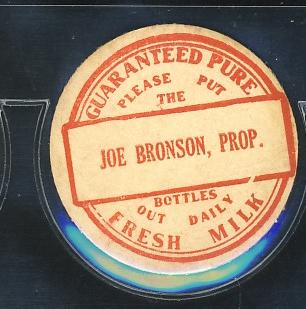 GUARANTEED PURE
PLEASE PUT
THE
JOE BRONSON, PROP.
BOTTLES
OUT DAILY
FRESH MILK